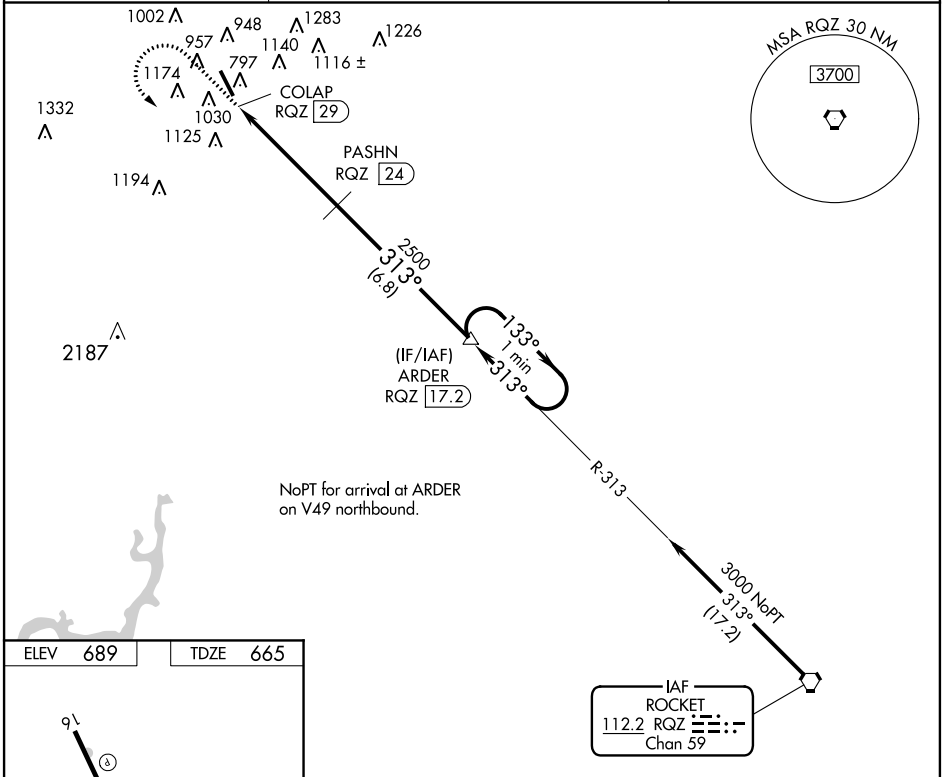 1002
948
1283
1226
957
1140
1116 ±
1174
797
1332
1030
1125
COLAP
RQZ 29
PASHN
RQZ 24
1194
MSA RQZ 30 NM
3700
2500
313°
(6.8)
2187
(IF/IAF)
ARDER
RQZ 17.2
133°
1 min
313°
NoPT for arrival at ARDER
on V49 northbound.
R-313
3000 NoPT
313°
(17.2)
IAF
ROCKET
112.2 RQZ
Chan 59
ELEV 689
TDZE 665
16
P